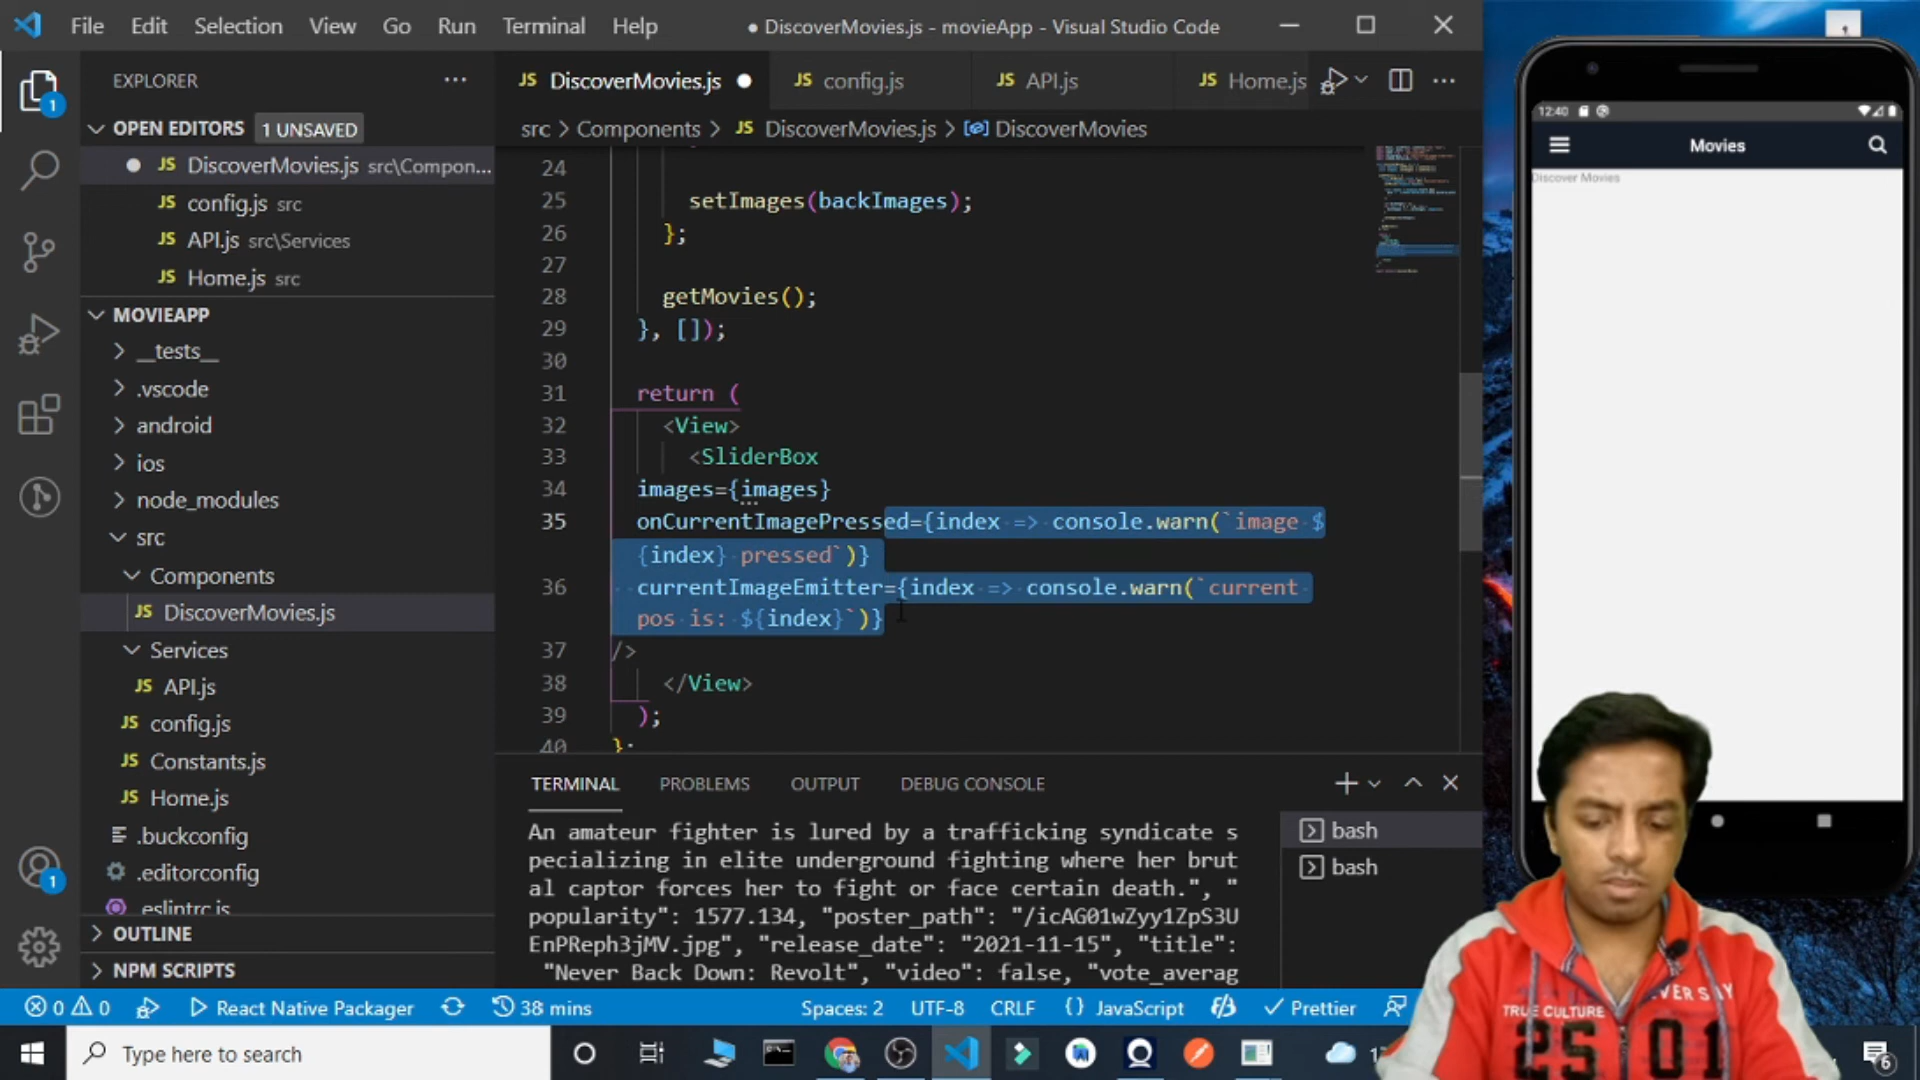 File Edit Selection View Go Run Terminal Help
● DiscoverMovies.js - movieApp - Visual Studio Code
EXPLORER
OPEN EDITORS 1 UNSAVED
JS DiscoverMovies.js src\Compon...
JS config.js src
JS API.js src\Services
JS Home.js src
MOVIEAPP
__tests__
.vscode
android
ios
node_modules
src
Components
JS DiscoverMovies.js
Services
JS API.js
JS config.js
JS Constants.js
JS Home.js
.buckconfig
.editorconfig
.eslintrc.js
OUTLINE
NPM SCRIPTS
1
1
JS DiscoverMovies.js ● JS config.js JS API.js JS Home.js
src > Components > JS DiscoverMovies.js > DiscoverMovies
24
25 setImages(backImages);
26 };
27
28 getMovies();
29 }, []);
30
31 return (
32 <View>
33 <SliderBox
34 images={images}
35 onCurrentImagePressed={index => console.warn(`image $
{index} pressed`)}
36 currentImageEmitter={index => console.warn(`current
pos is: ${index}`)}
37 />
38 </View>
39 );
40 };
TERMINAL PROBLEMS OUTPUT DEBUG CONSOLE
An amateur fighter is lured by a trafficking syndicate s
pecializing in elite underground fighting where her brut
al captor forces her to fight or face certain death.", "
popularity": 1577.134, "poster_path": "/icAG01wZyy1ZpS3U
EnPReph3jMV.jpg", "release_date": "2021-11-15", "title":
"Never Back Down: Revolt", "video": false, "vote_averag
bash
bash
0 0 React Native Packager 38 mins Spaces: 2 UTF-8 CRLF {} JavaScript Prettier
Type here to search
6
12:40
Movies
Discover Movies
TRUE CULTURE
25 01